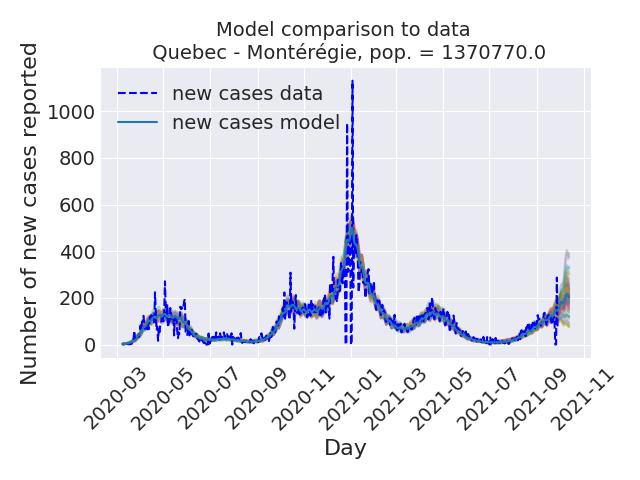 Model comparison to data
Quebec - Montérégie, pop. = 1370770.0
Number of new cases reported
1000
800
600
400
200
0
new cases data
new cases model
2020-03
2020-05
2020-07
2020-09
2020-11
2021-01
2021-03
2021-05
2021-07
2021-09
2021-11
Day